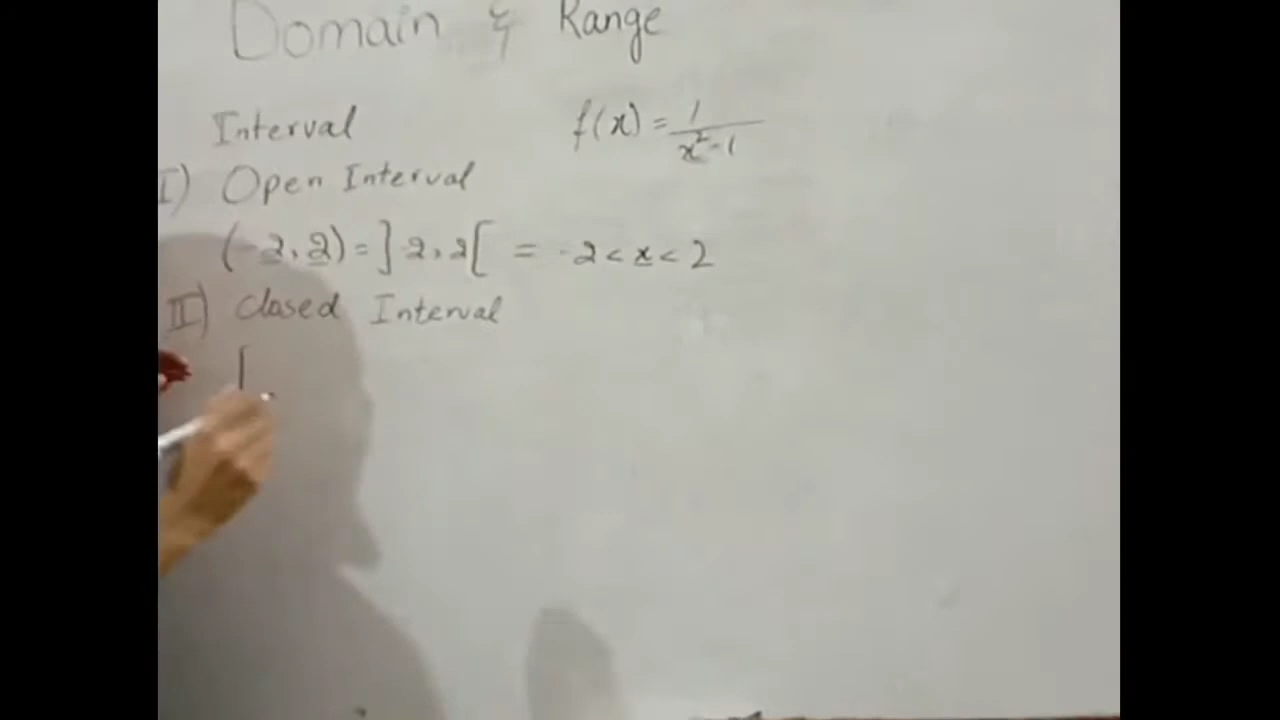 Domain & Range
Interval
f(x) = 1/(x²-1)
I) Open Interval
(-2, 2) = ]-2, 2[ = -2 < x < 2
II) Closed Interval
[